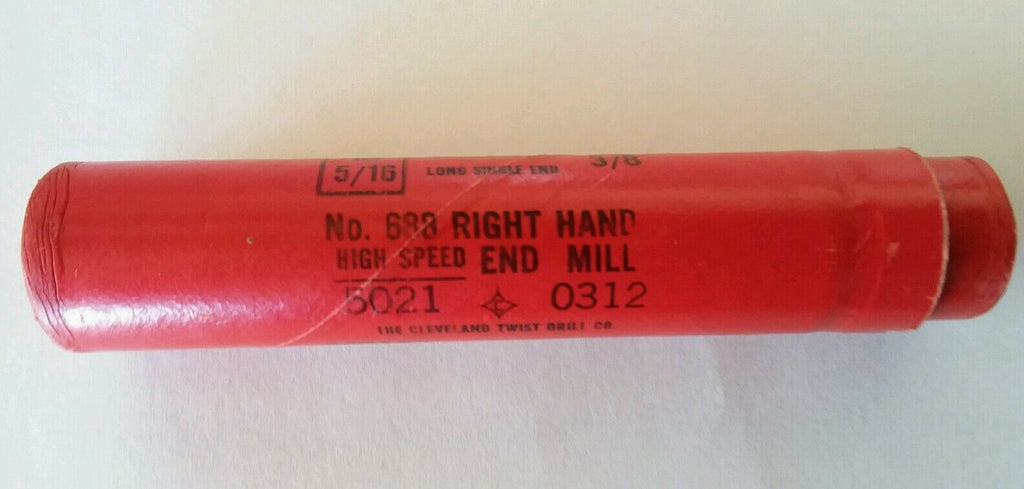 5/16 LONG SINGLE END 3/8
No. 688 RIGHT HAND
HIGH SPEED END MILL
5021 0312
THE CLEVELAND TWIST DRILL CO.